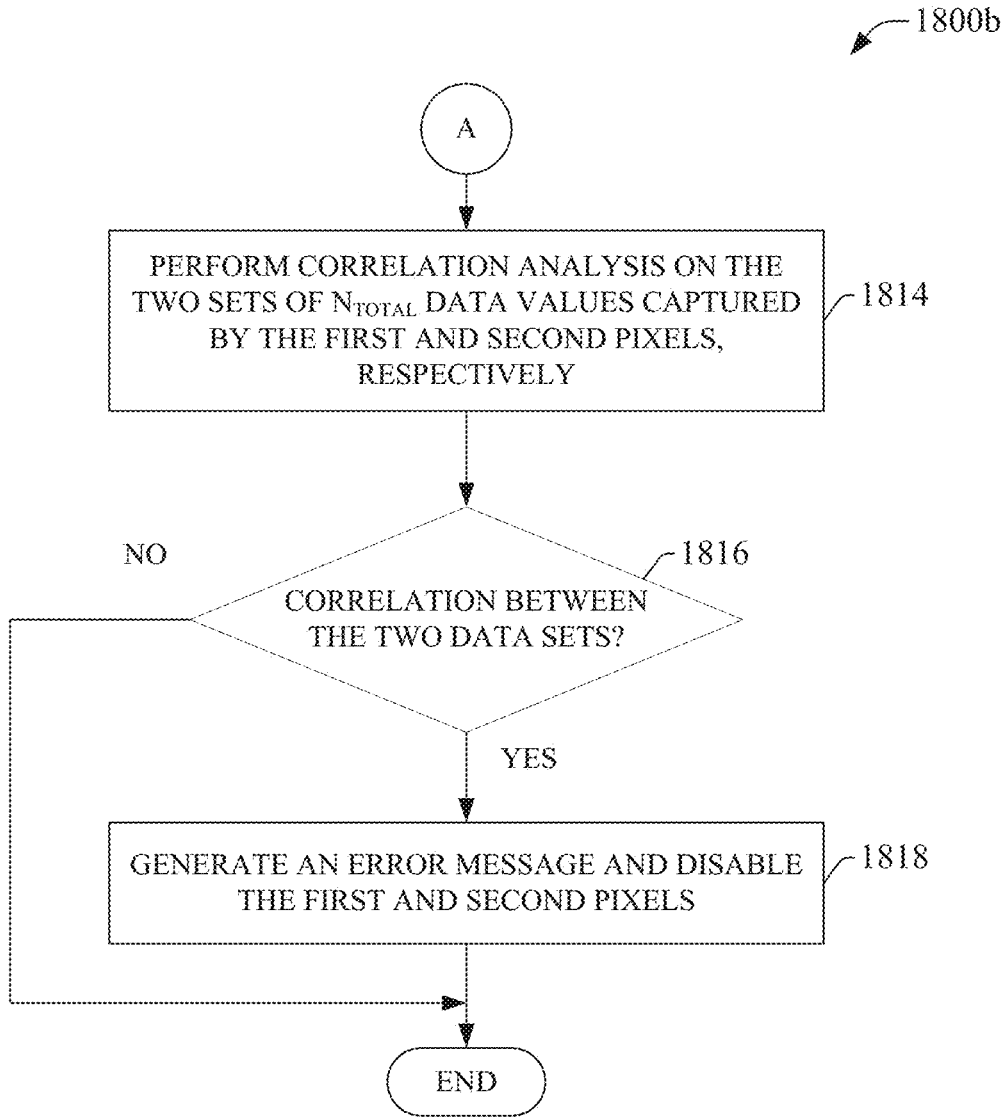 1800b
A
PERFORM CORRELATION ANALYSIS ON THE
TWO SETS OF N_TOTAL DATA VALUES CAPTURED
BY THE FIRST AND SECOND PIXELS,
RESPECTIVELY
1814
NO
1816
CORRELATION BETWEEN
THE TWO DATA SETS?
YES
GENERATE AN ERROR MESSAGE AND DISABLE
THE FIRST AND SECOND PIXELS
1818
END